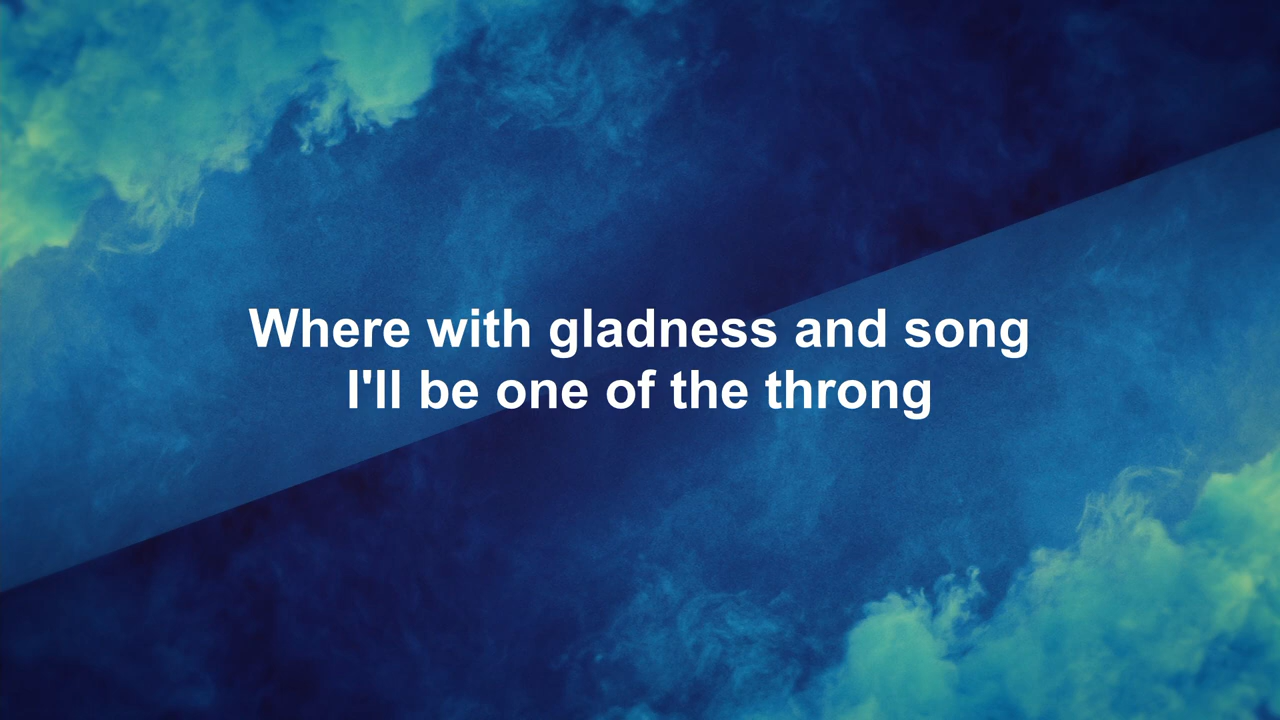 Where with gladness and song
I'll be one of the throng